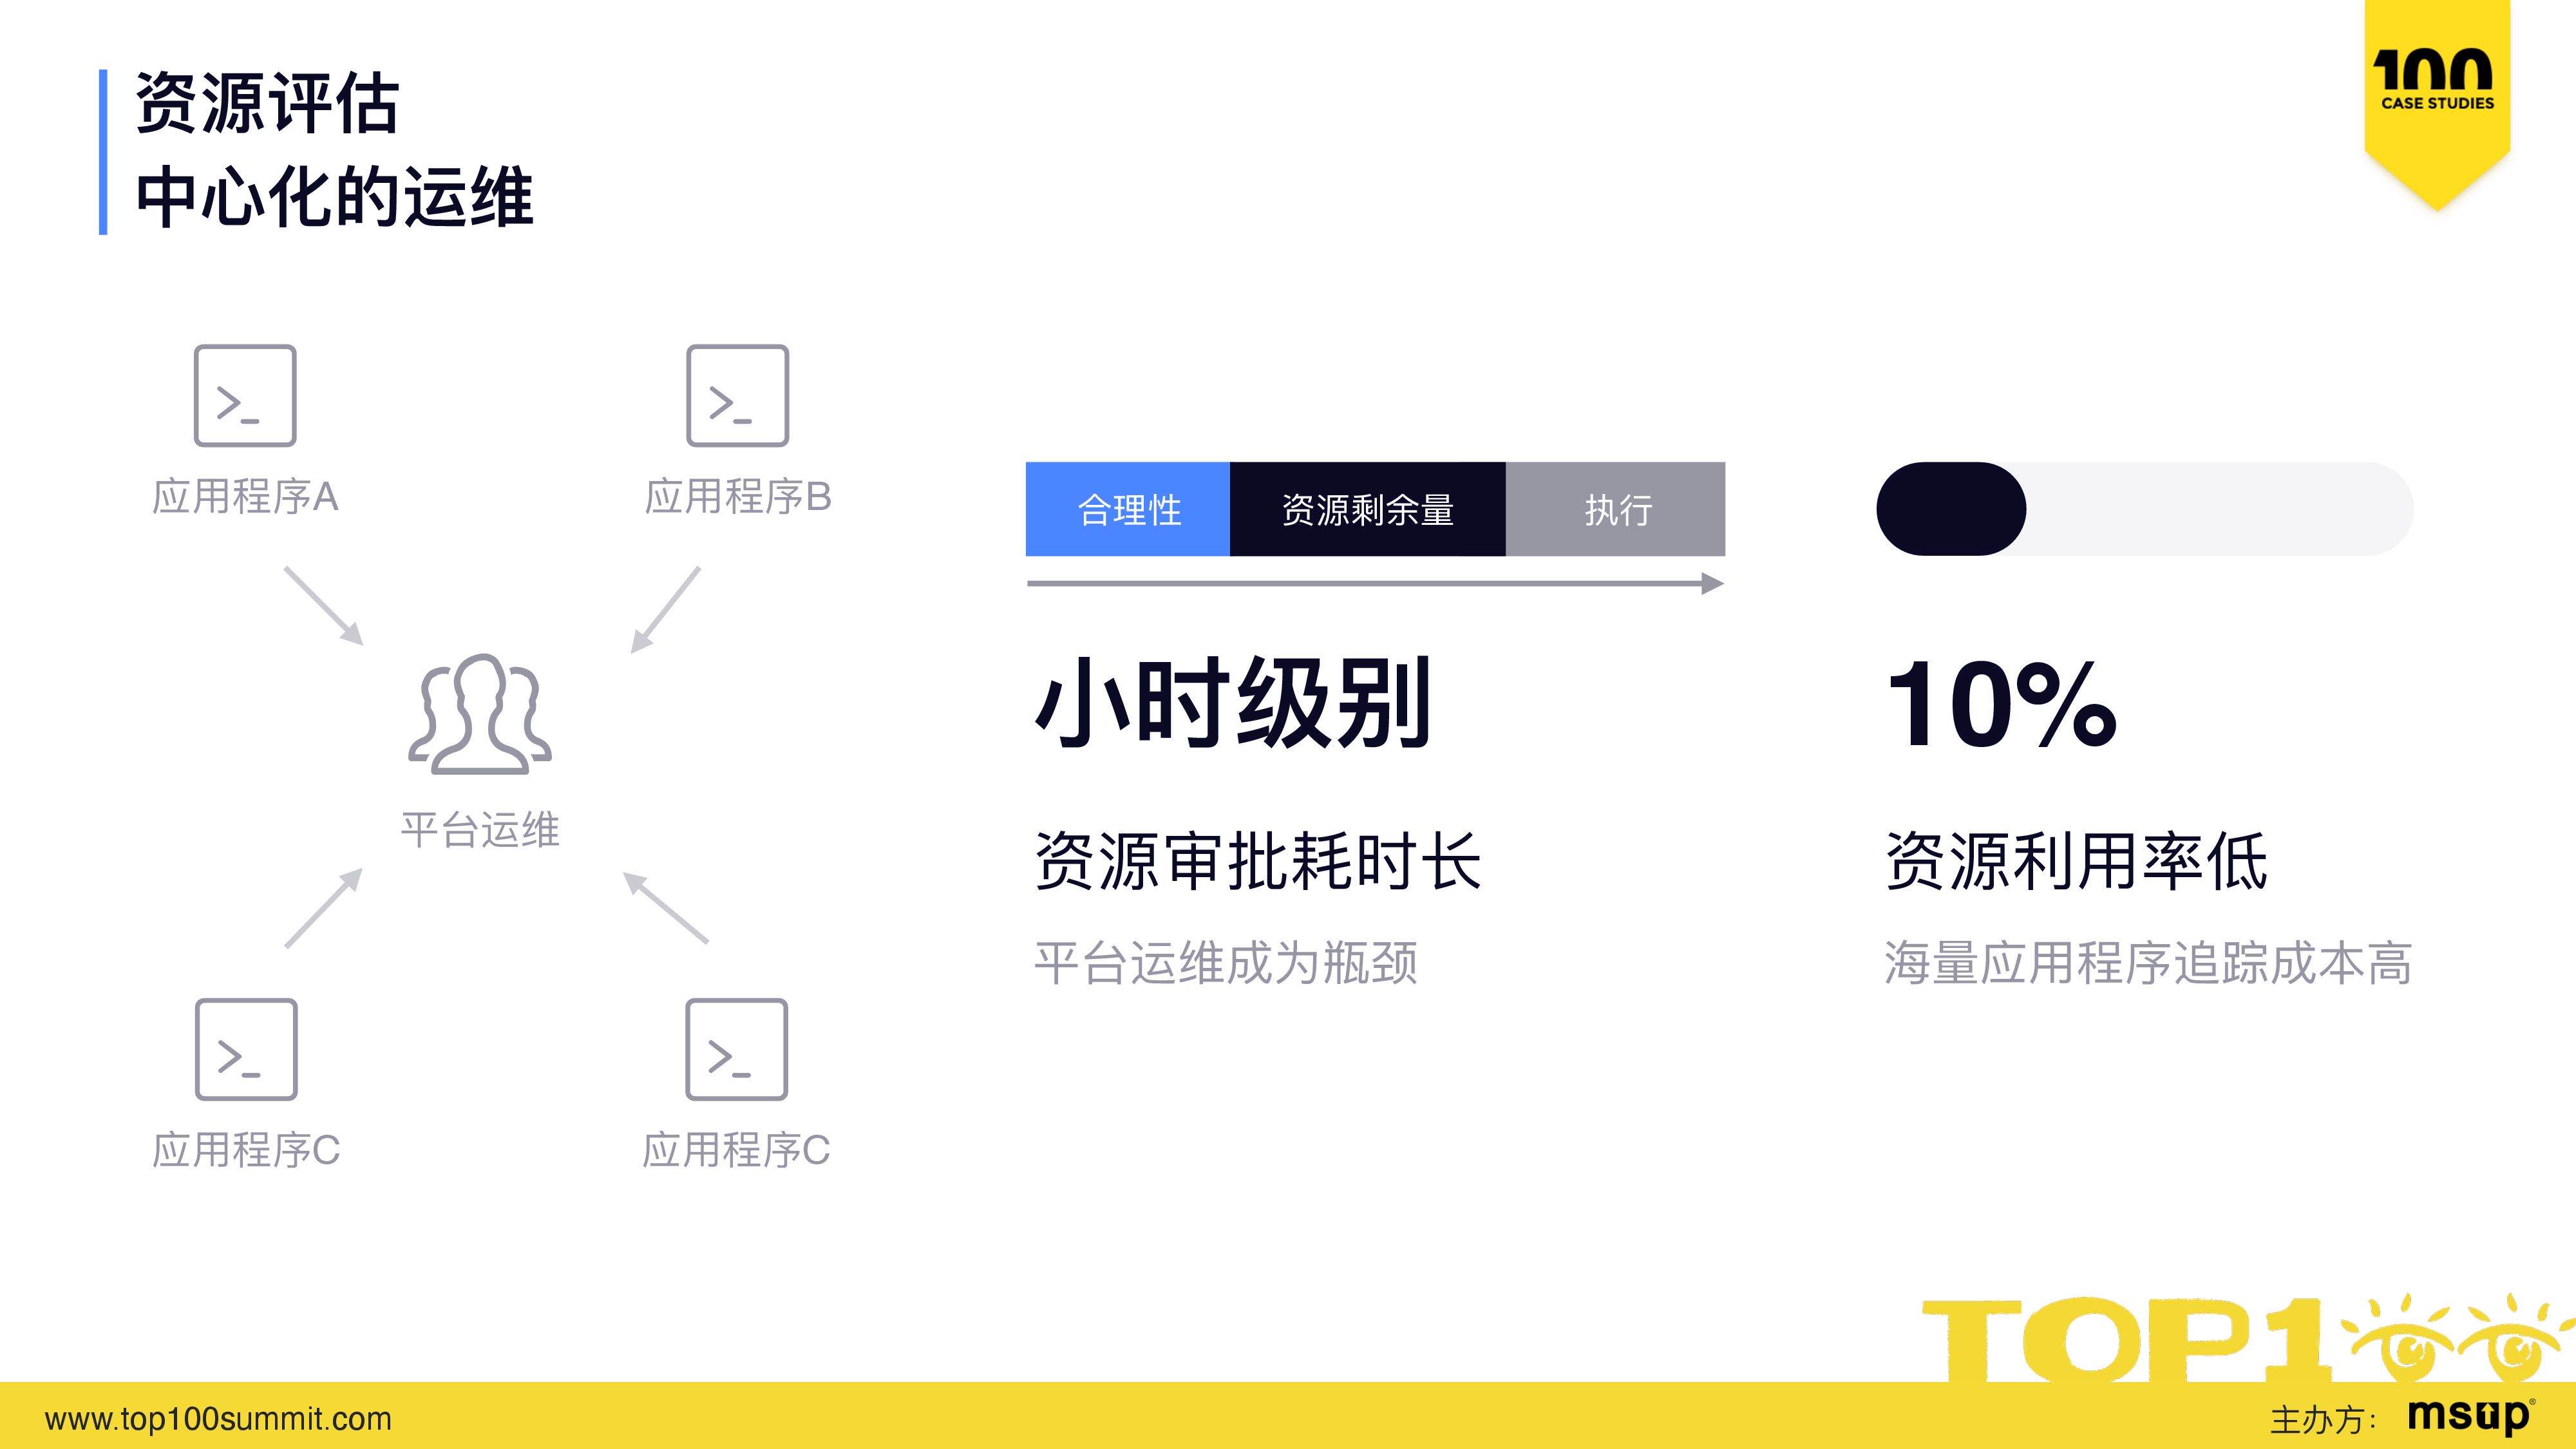 资源评估
中心化的运维
100
CASE STUDIES
应用程序A
应用程序B
平台运维
应用程序C
应用程序C
合理性
资源剩余量
执行
小时级别
资源审批耗时长
平台运维成为瓶颈
10%
资源利用率低
海量应用程序追踪成本高
TOP100
www.top100summit.com
主办方：
msup®